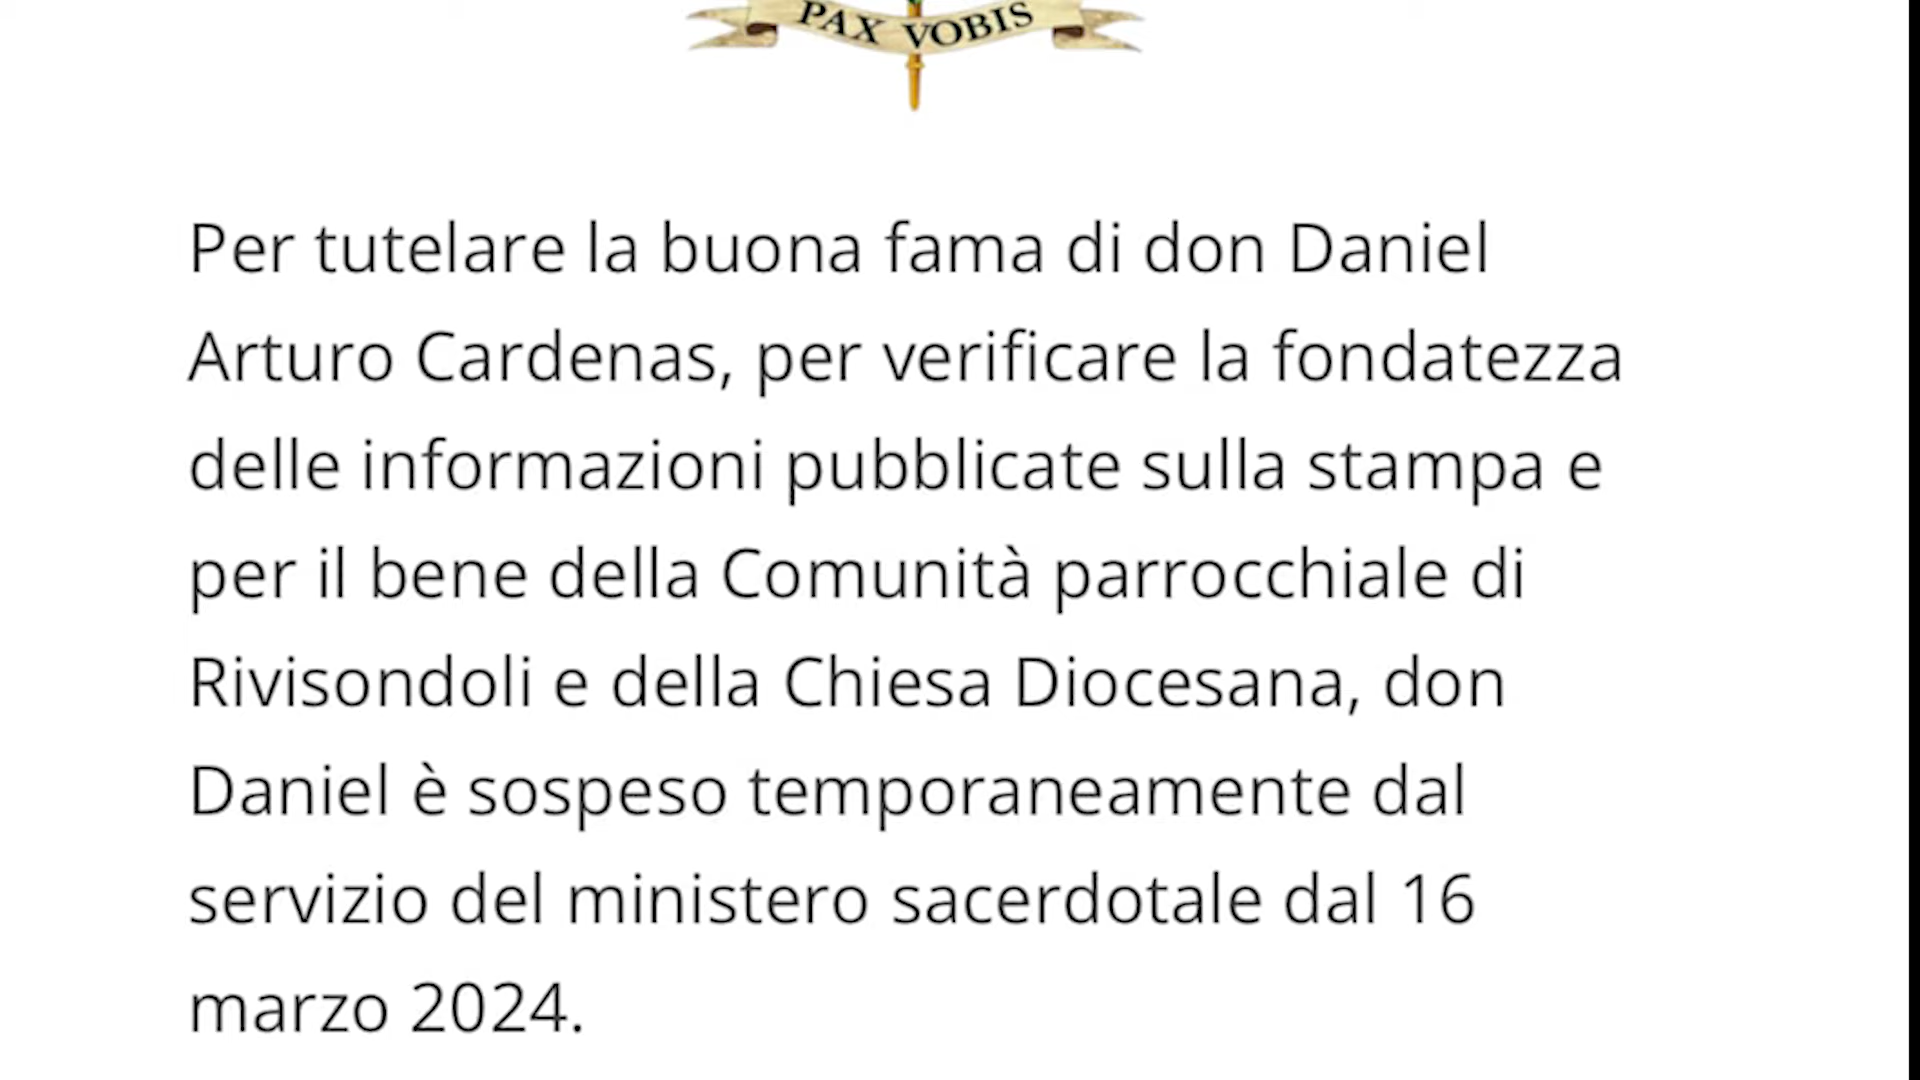 PAX VOBIS
Per tutelare la buona fama di don Daniel
Arturo Cardenas, per verificare la fondatezza
delle informazioni pubblicate sulla stampa e
per il bene della Comunità parrocchiale di
Rivisondoli e della Chiesa Diocesana, don
Daniel è sospeso temporaneamente dal
servizio del ministero sacerdotale dal 16
marzo 2024.